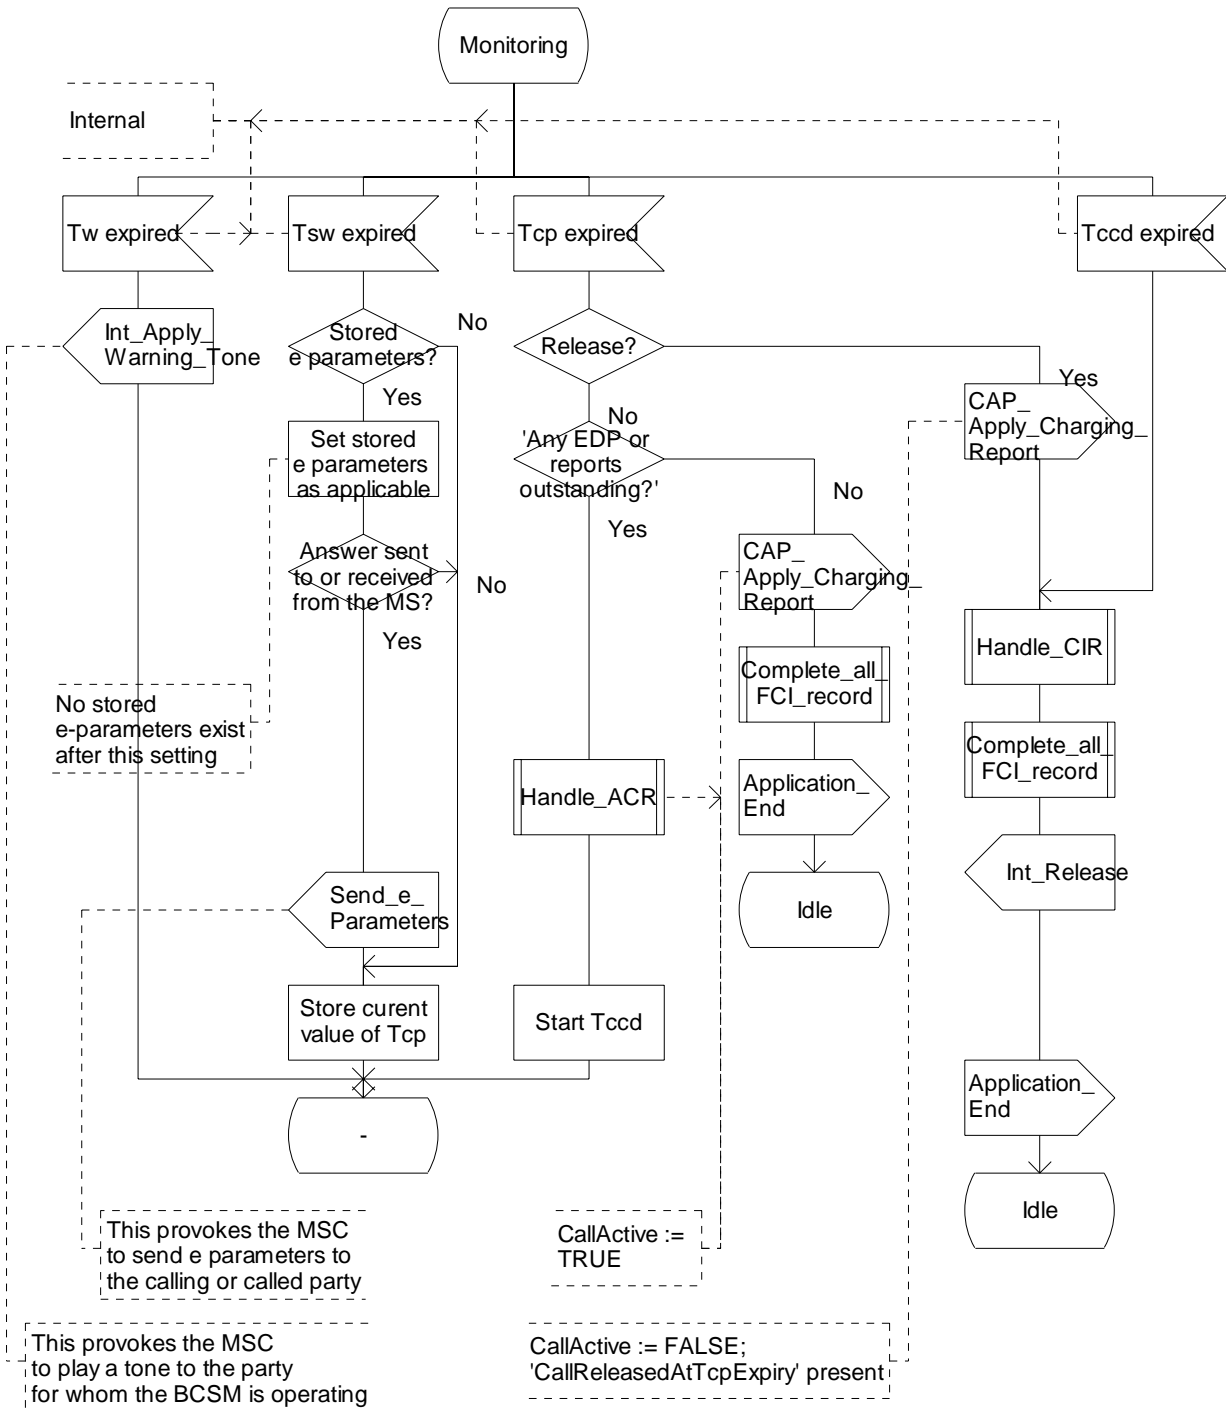 Monitoring
Internal
Tw expired
Tsw expired
Tcp expired
Tccd expired
Int_Apply_
Warning_Tone
Stored
e parameters?
No
Release?
Yes
Yes
No
CAP_
Apply_Charging_
Report
Set stored
e parameters
as applicable
'Any EDP or
reports
outstanding?'
No
Yes
Answer sent
to or received
from the MS?
No
Yes
CAP_
Apply_Charging_
Report
Handle_CIR
Complete_all_
FCI_record
No stored
e-parameters exist
after this setting
Complete_all_
FCI_record
Handle_ACR
Application_
End
Int_Release
Send_e_
Parameters
Idle
Store curent
value of Tcp
Start Tccd
Application_
End
-
Idle
This provokes the MSC
to send e parameters to
the calling or called party
CallActive :=
TRUE
This provokes the MSC
to play a tone to the party
for whom the BCSM is operating
CallActive := FALSE;
'CallReleasedAtTcpExpiry' present